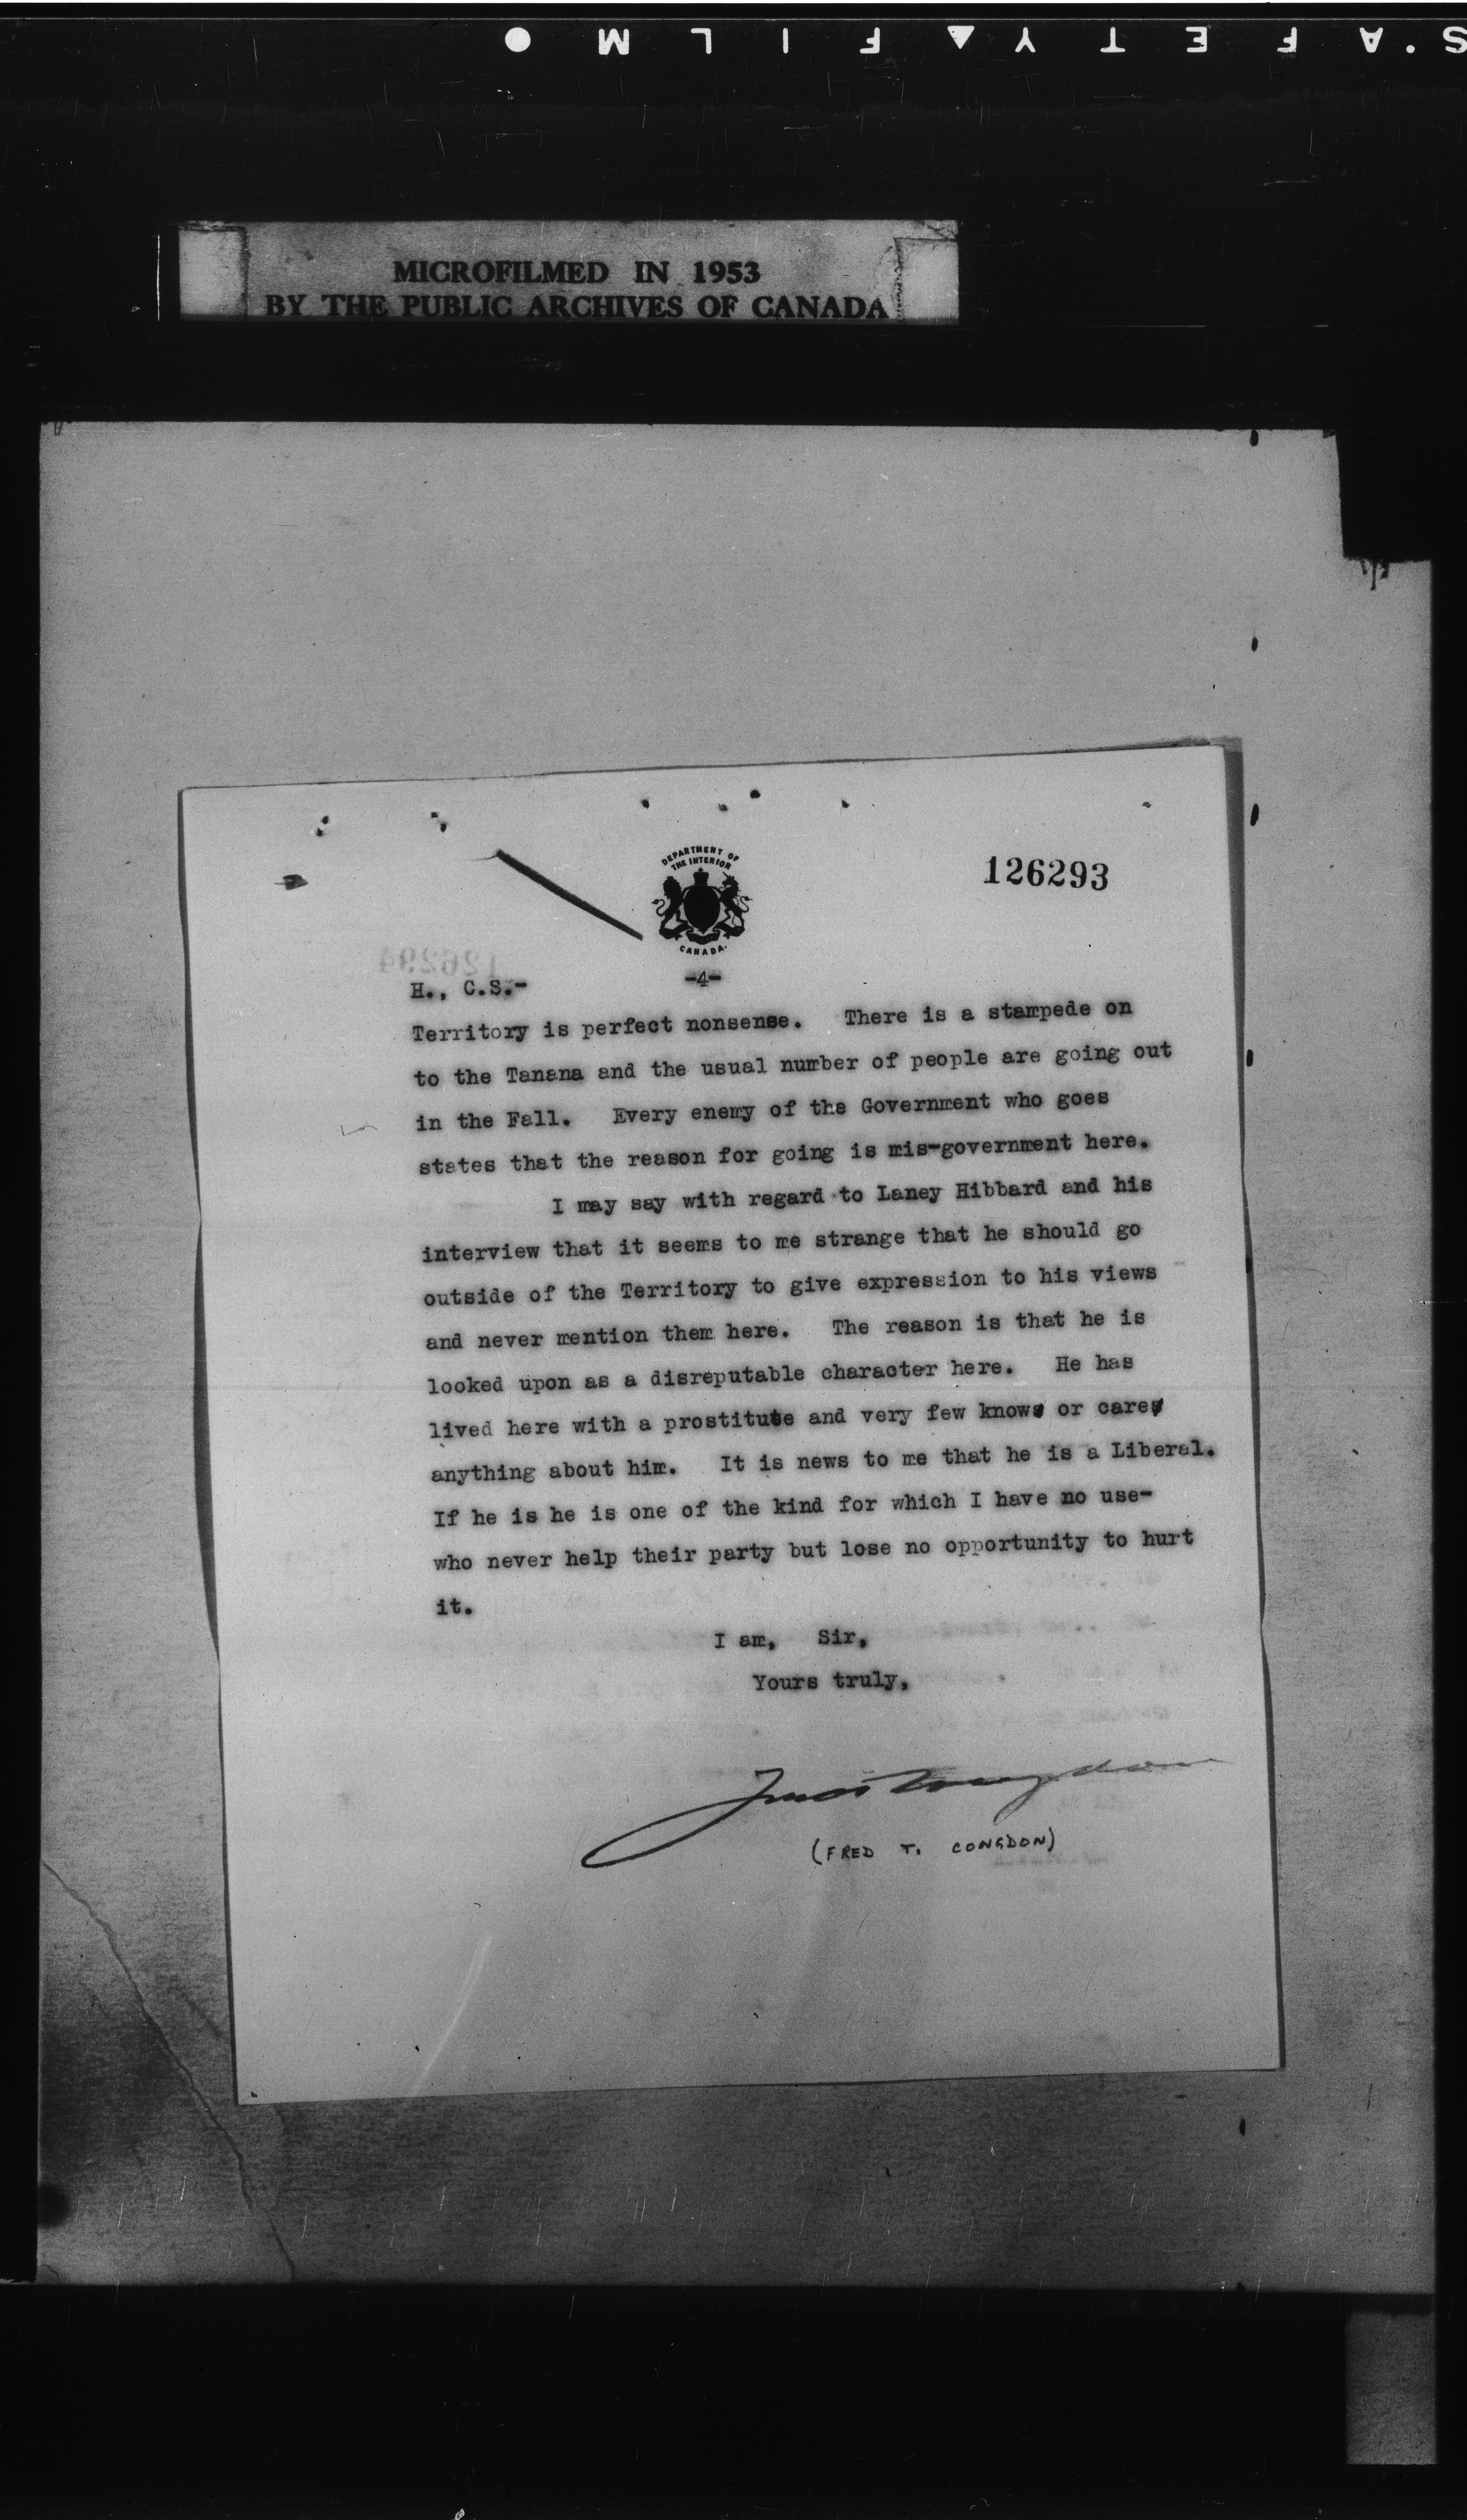 S.AFETY▲FILM●
MICROFILMED IN 1953
BY THE PUBLIC ARCHIVES OF CANADA
DEPARTMENT OF
THE INTERIOR
CANADA.
126293
126294
H., C.S.-
-4-
Territory is perfect nonsense. There is a stampede on
to the Tanana and the usual number of people are going out
in the Fall. Every enemy of the Government who goes
states that the reason for going is mis-government here.
I may say with regard to Laney Hibbard and his
interview that it seems to me strange that he should go
outside of the Territory to give expression to his views
and never mention them here. The reason is that he is
looked upon as a disreputable character here. He has
lived here with a prostitute and very few know or care
anything about him. It is news to me that he is a Liberal.
If he is he is one of the kind for which I have no use-
who never help their party but lose no opportunity to hurt
it.
I am, Sir,
Yours truly,
(FRED T. CONGDON)